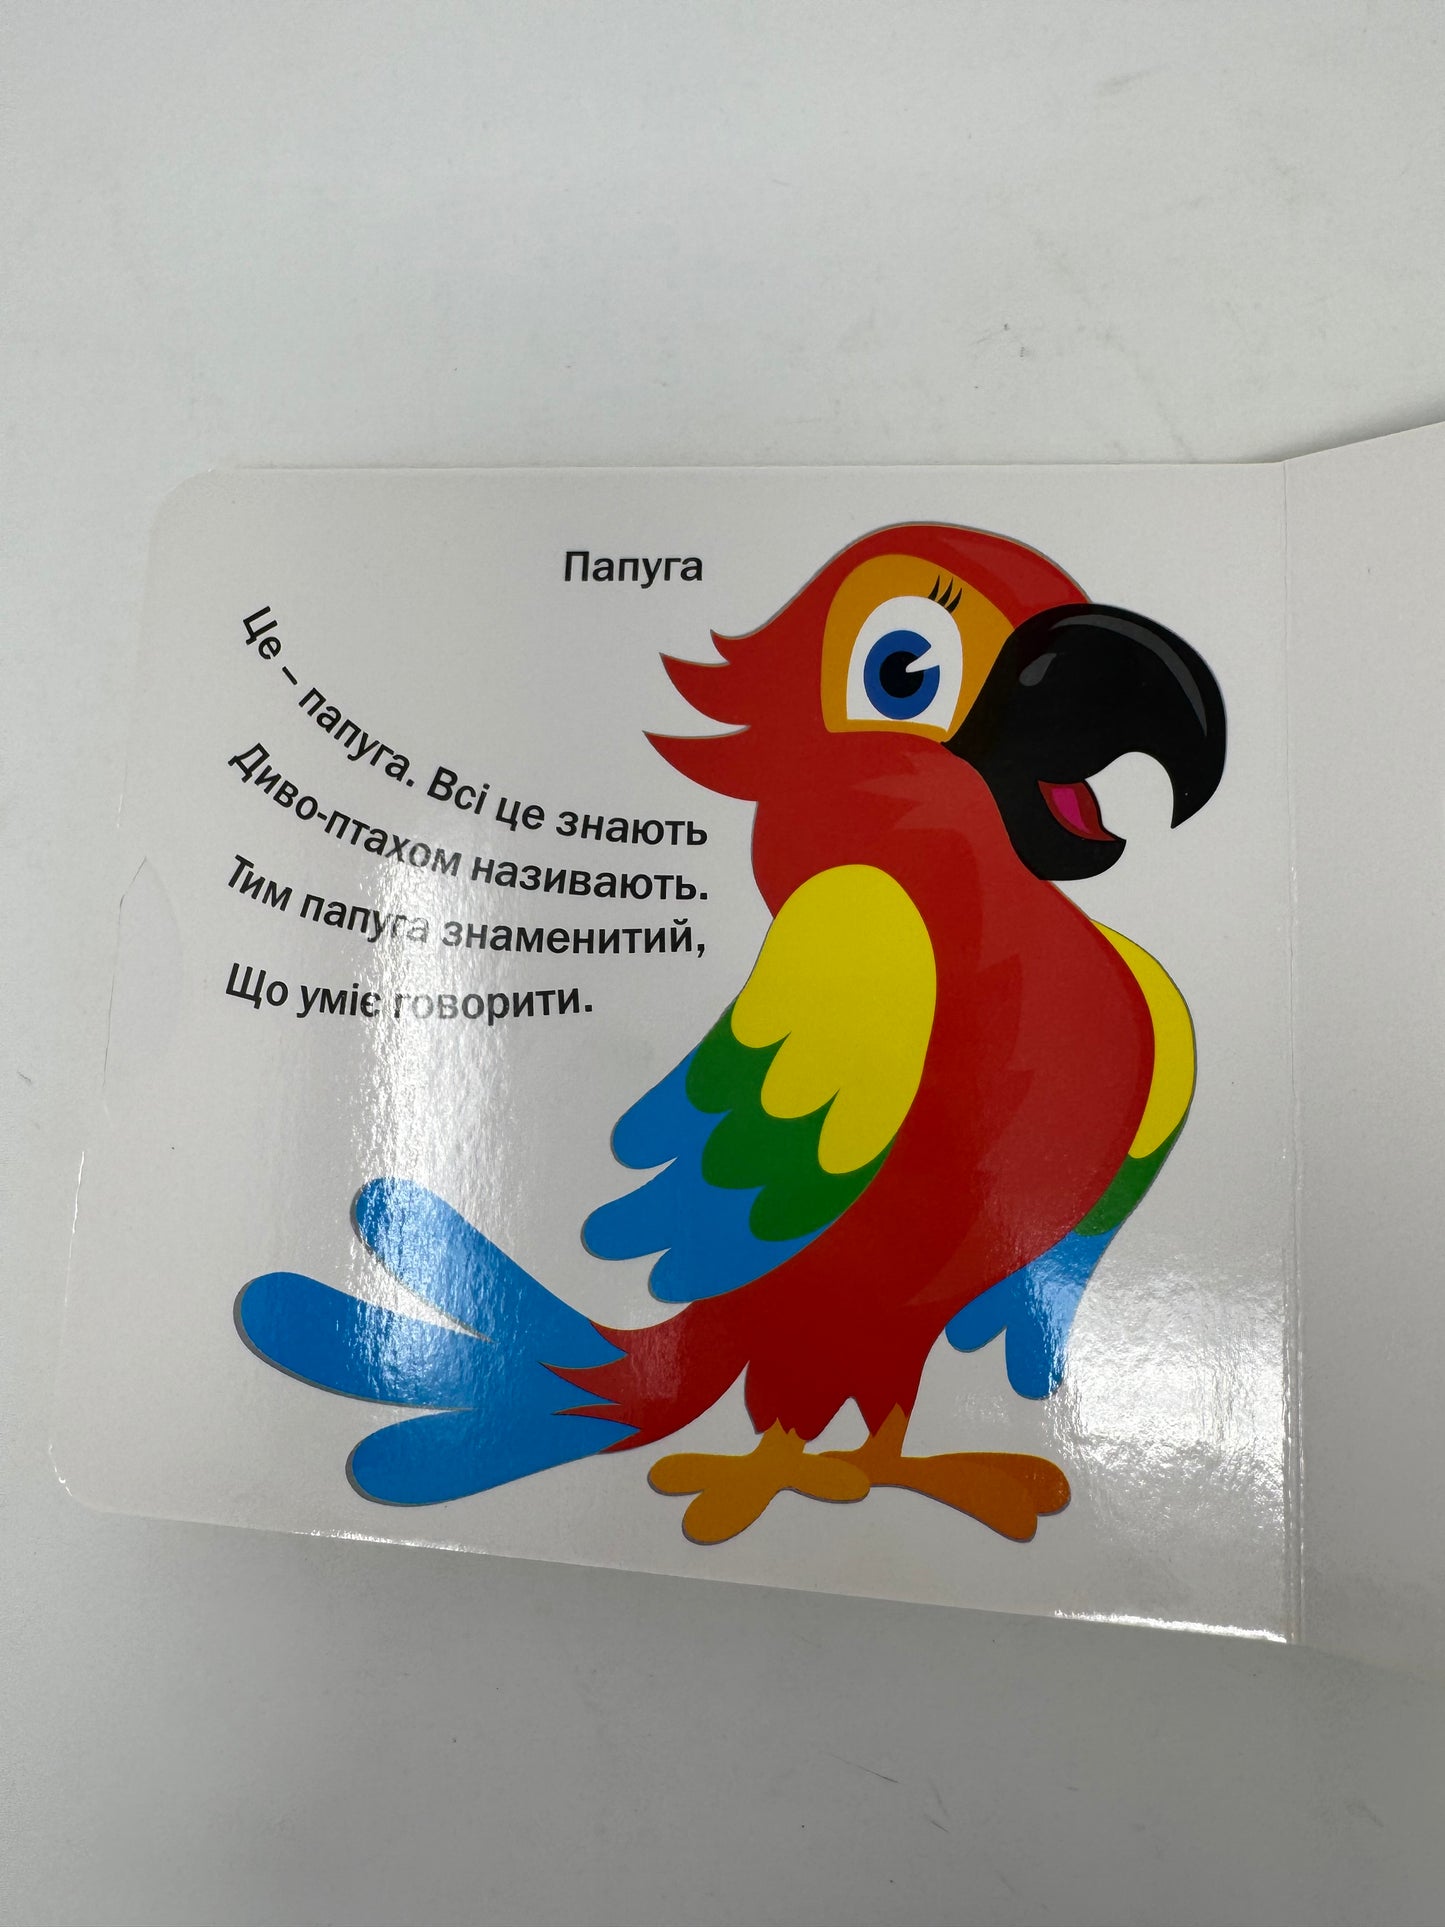 Папуга
Це – папуга. Всі це знають
Диво-птахом називають.
Тим папуга знаменитий,
Що уміє говорити.